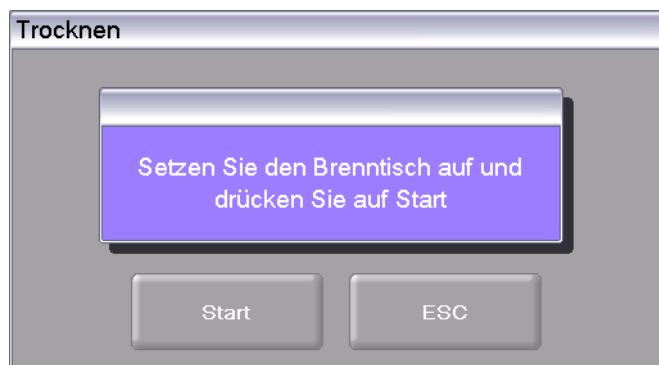 Trocknen
Setzen Sie den Brenntisch auf und
drücken Sie auf Start
Start
ESC